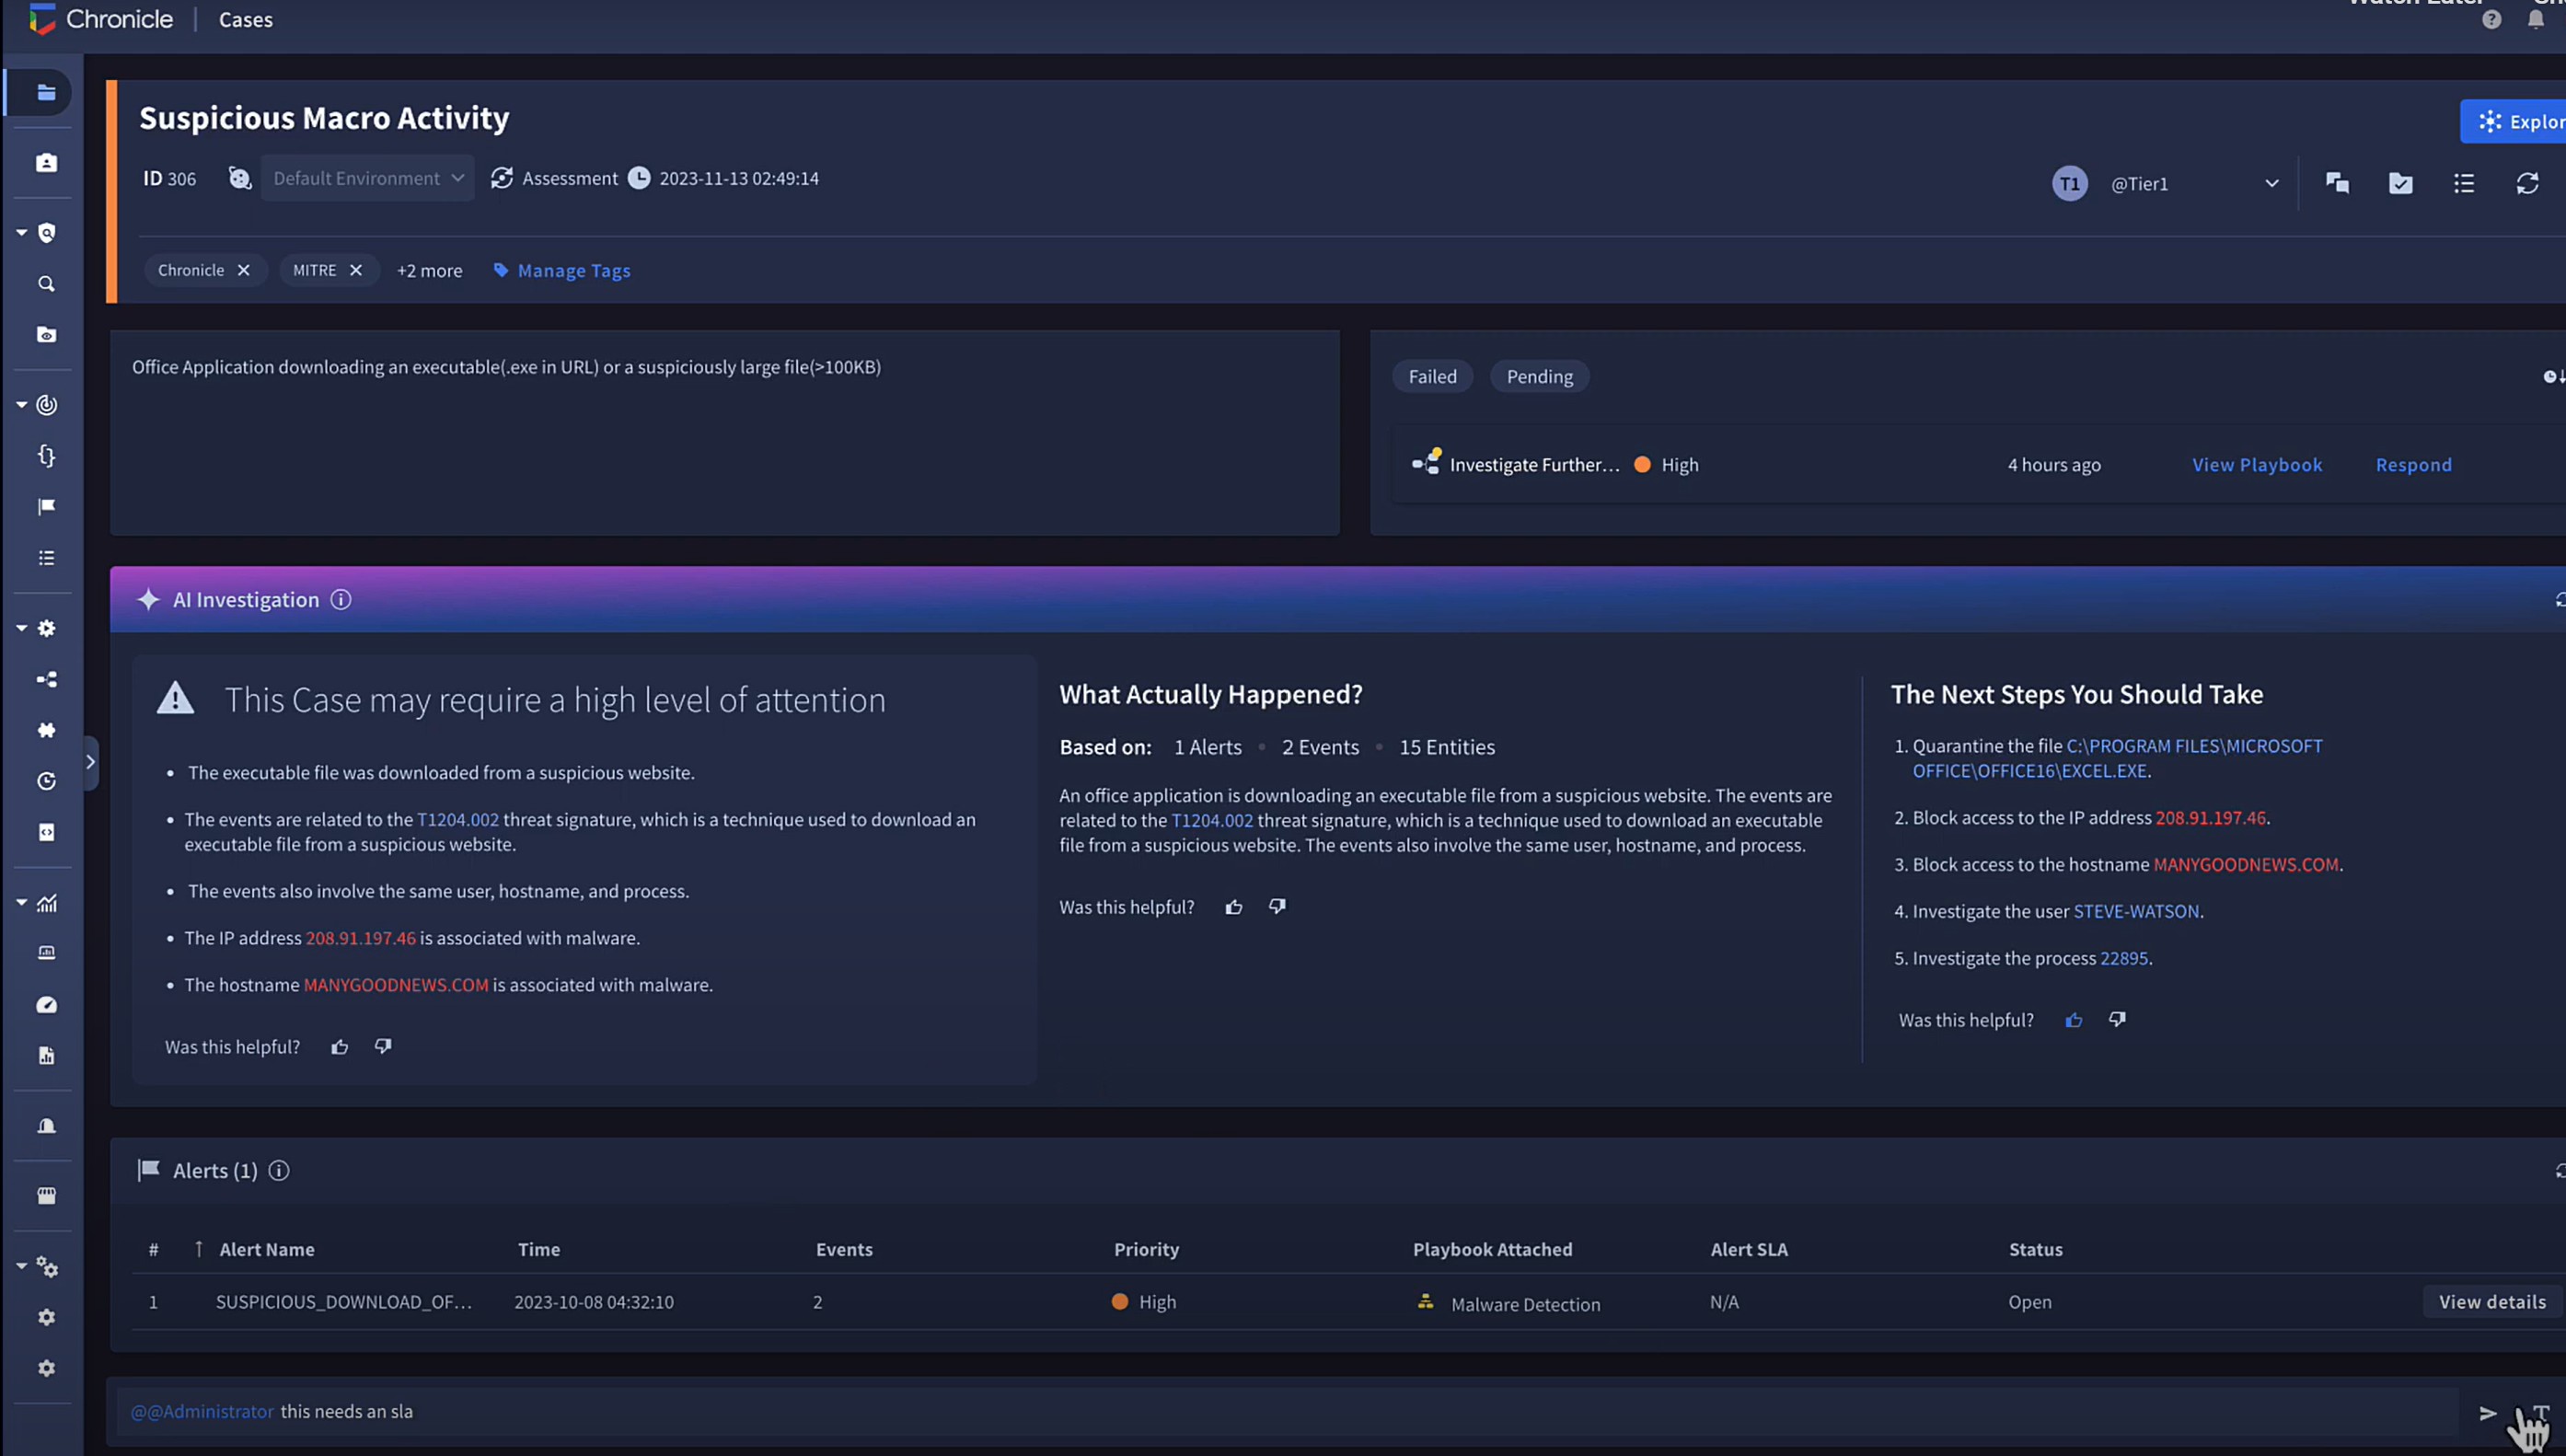 Chronicle | Cases
Suspicious Macro Activity
Explor
ID 306 Default Environment Assessment 2023-11-13 02:49:14
T1 @Tier1
Chronicle MITRE +2 more Manage Tags
Office Application downloading an executable(.exe in URL) or a suspiciously large file(>100KB)
Failed Pending
Investigate Further... High 4 hours ago View Playbook Respond
AI Investigation
This Case may require a high level of attention
• The executable file was downloaded from a suspicious website.
• The events are related to the T1204.002 threat signature, which is a technique used to download an
executable file from a suspicious website.
• The events also involve the same user, hostname, and process.
• The IP address 208.91.197.46 is associated with malware.
• The hostname MANYGOODNEWS.COM is associated with malware.
Was this helpful?
What Actually Happened?
Based on: 1 Alerts • 2 Events • 15 Entities
An office application is downloading an executable file from a suspicious website. The events are
related to the T1204.002 threat signature, which is a technique used to download an executable
file from a suspicious website. The events also involve the same user, hostname, and process.
Was this helpful?
The Next Steps You Should Take
1. Quarantine the file C:\PROGRAM FILES\MICROSOFT
OFFICE\OFFICE16\EXCEL.EXE.
2. Block access to the IP address 208.91.197.46.
3. Block access to the hostname MANYGOODNEWS.COM.
4. Investigate the user STEVE-WATSON.
5. Investigate the process 22895.
Was this helpful?
Alerts (1)
# ↑ Alert Name Time Events Priority Playbook Attached Alert SLA Status
1 SUSPICIOUS_DOWNLOAD_OF... 2023-10-08 04:32:10 2 High Malware Detection N/A Open View details
@@Administrator this needs an sla